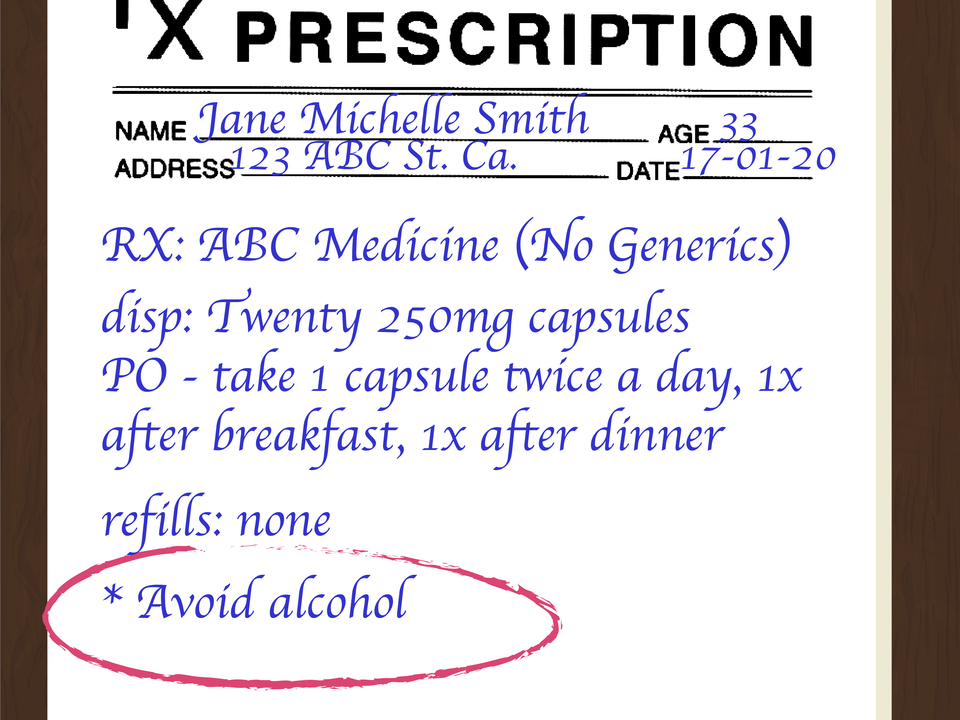 rX PRESCRIPTION
NAME Jane Michelle Smith AGE 33
ADDRESS 123 ABC St. Ca. DATE 17-01-20
RX: ABC Medicine (No Generics)
disp: Twenty 250mg capsules
PO - take 1 capsule twice a day, 1x
after breakfast, 1x after dinner
refills: none
* Avoid alcohol